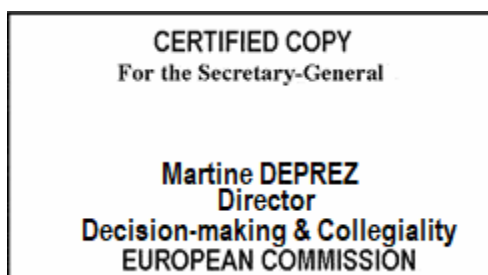 CERTIFIED COPY
For the Secretary-General
Martine DEPREZ
Director
Decision-making & Collegiality
EUROPEAN COMMISSION